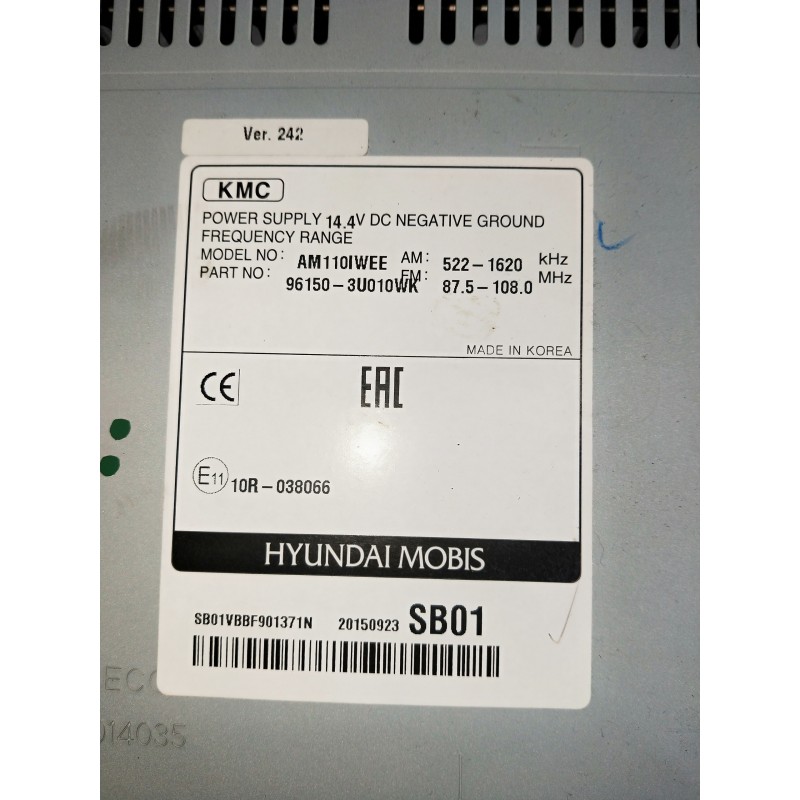 Ver. 242
KMC
POWER SUPPLY 14.4V DC NEGATIVE GROUND
FREQUENCY RANGE
MODEL NO: AM110IWEE AM: 522-1620 kHz
PART NO: 96150-3U010WK FM: 87.5-108.0 MHz
MADE IN KOREA
CE EAC
E11 10R-038066
HYUNDAI MOBIS
SB01VBBF901371N 20150923 SB01
014035